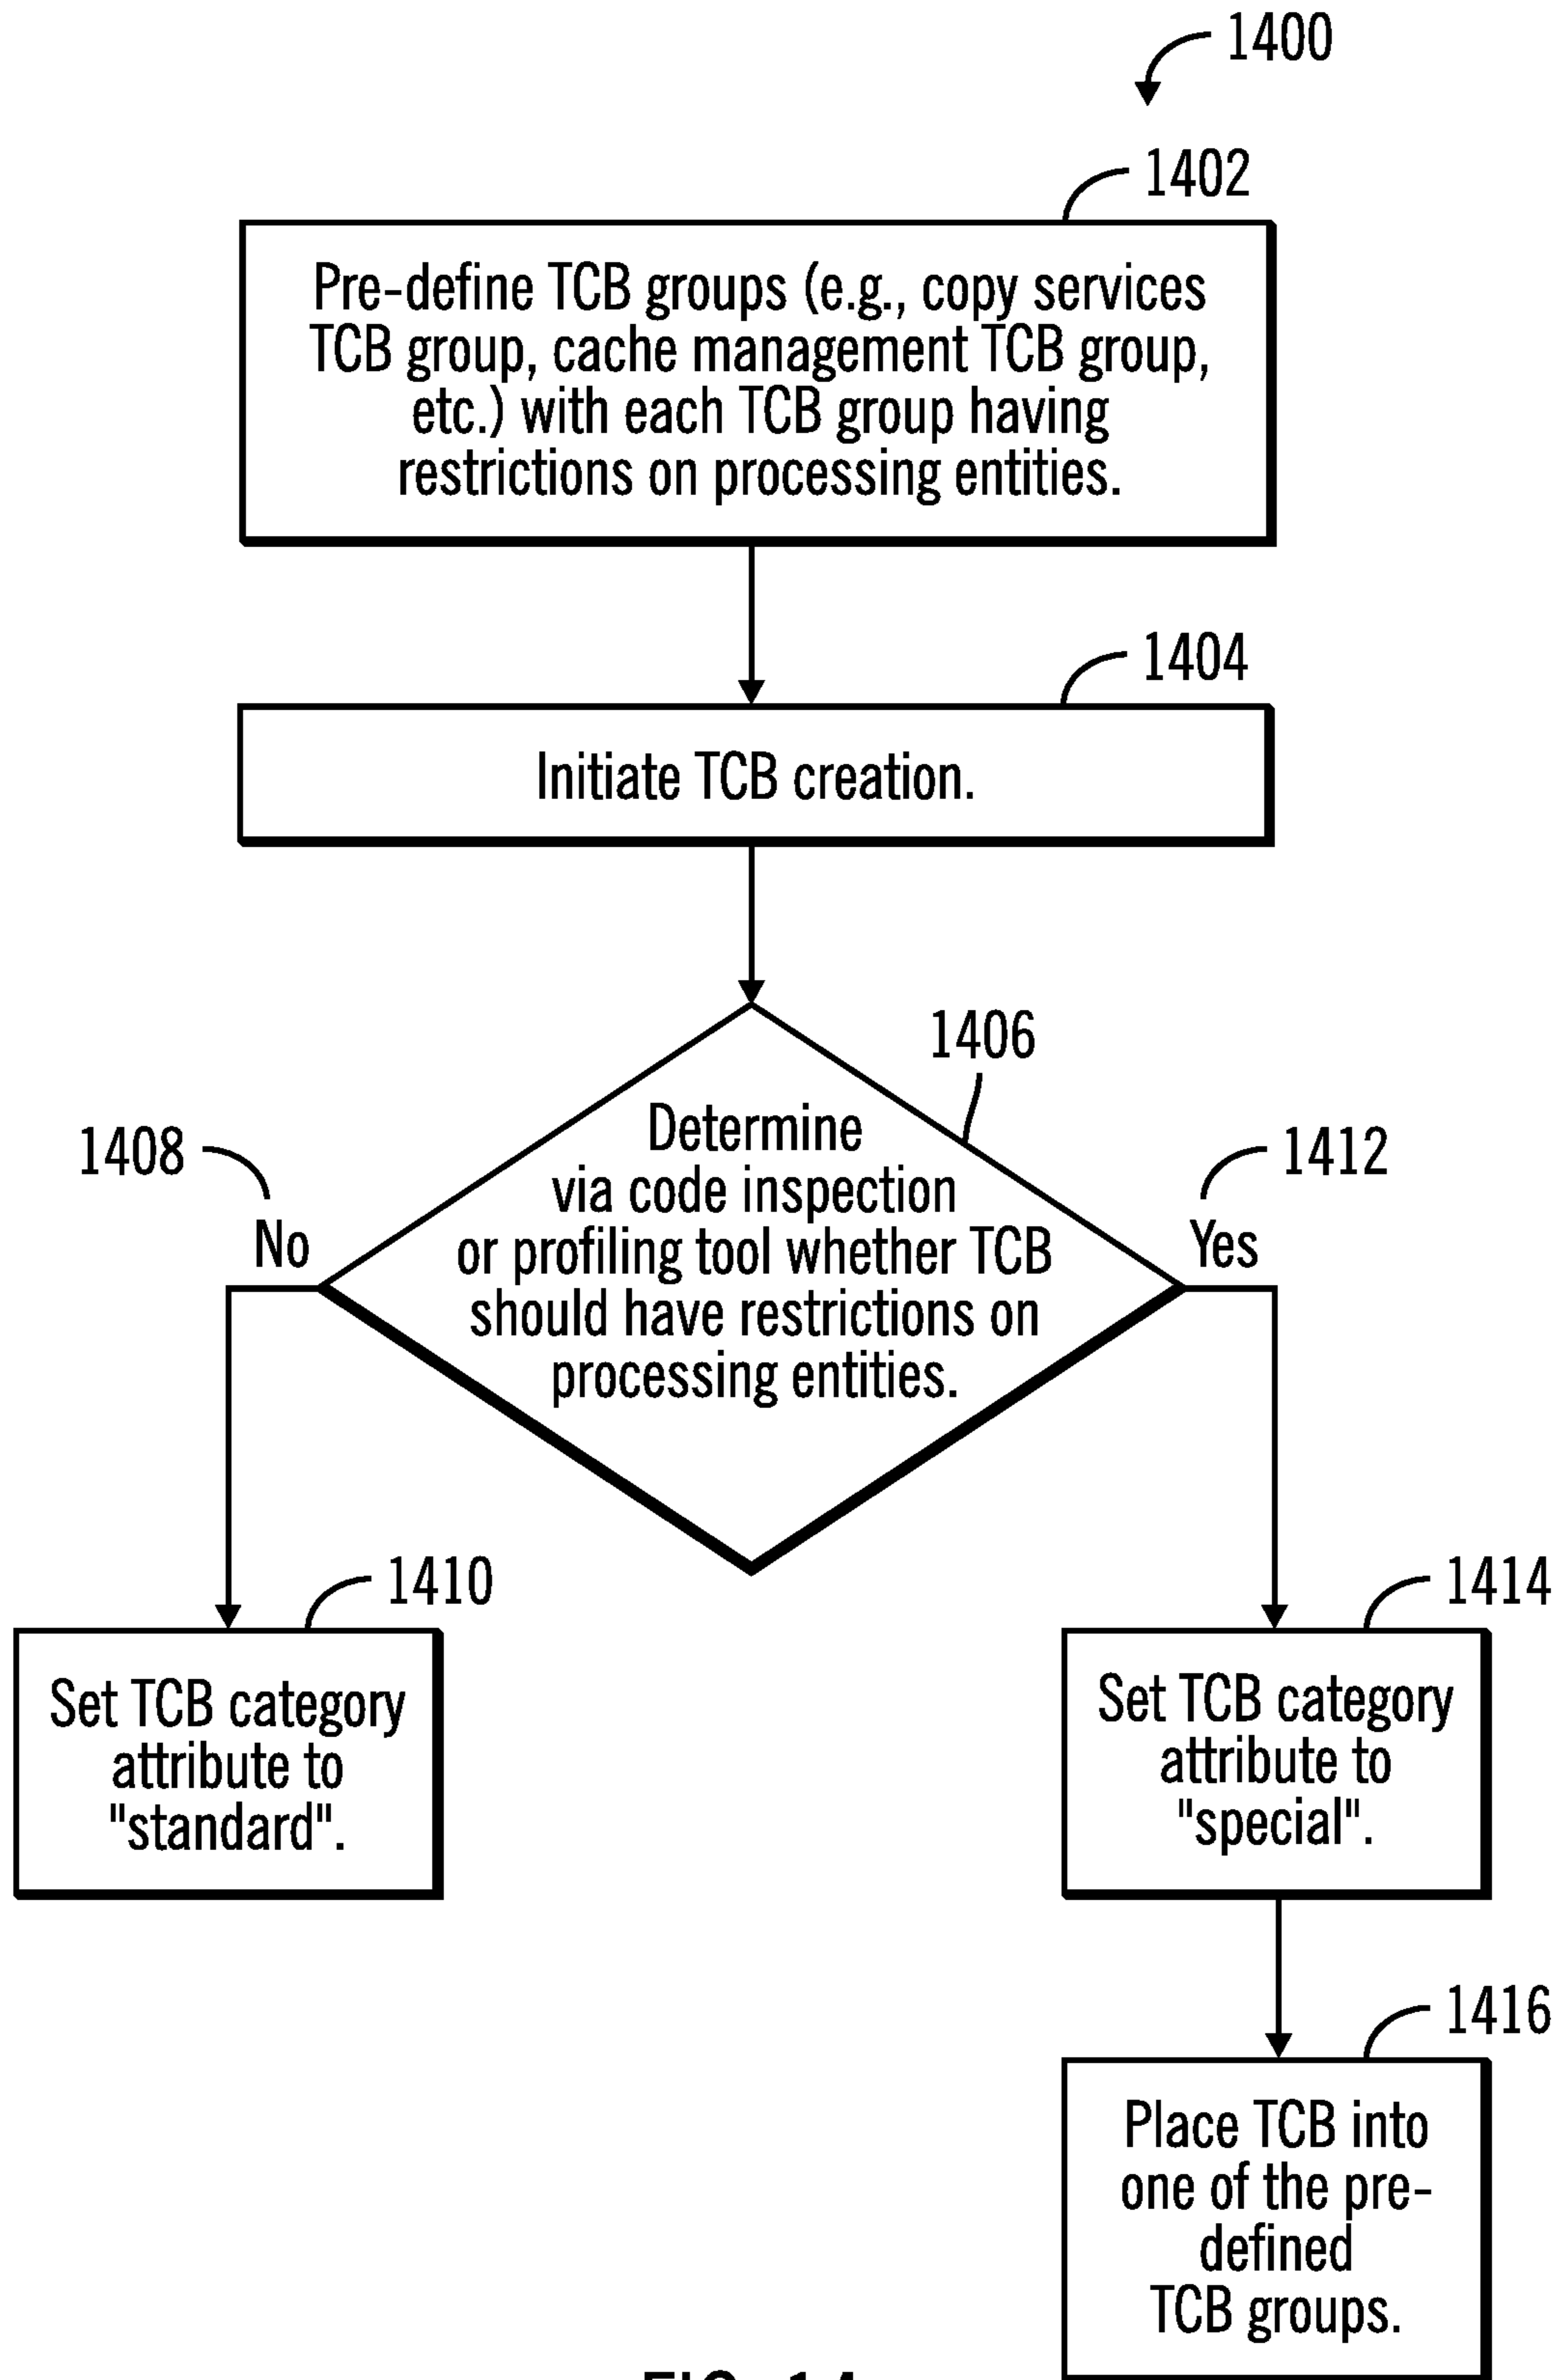 1400
1402
Pre-define TCB groups (e.g., copy services
TCB group, cache management TCB group,
etc.) with each TCB group having
restrictions on processing entities.
1404
Initiate TCB creation.
1406
Determine
via code inspection
or profiling tool whether TCB
should have restrictions on
processing entities.
1408
No
1412
Yes
1410
Set TCB category
attribute to
"standard".
1414
Set TCB category
attribute to
"special".
1416
Place TCB into
one of the pre-
defined
TCB groups.